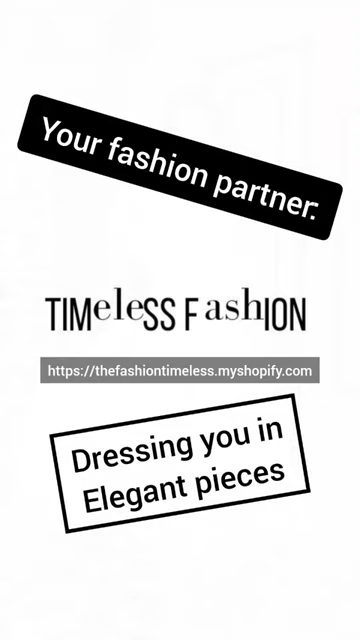 Your fashion partner:
TIMeleSS FashION
https://thefashiontimeless.myshopify.com
Dressing you in
Elegant pieces